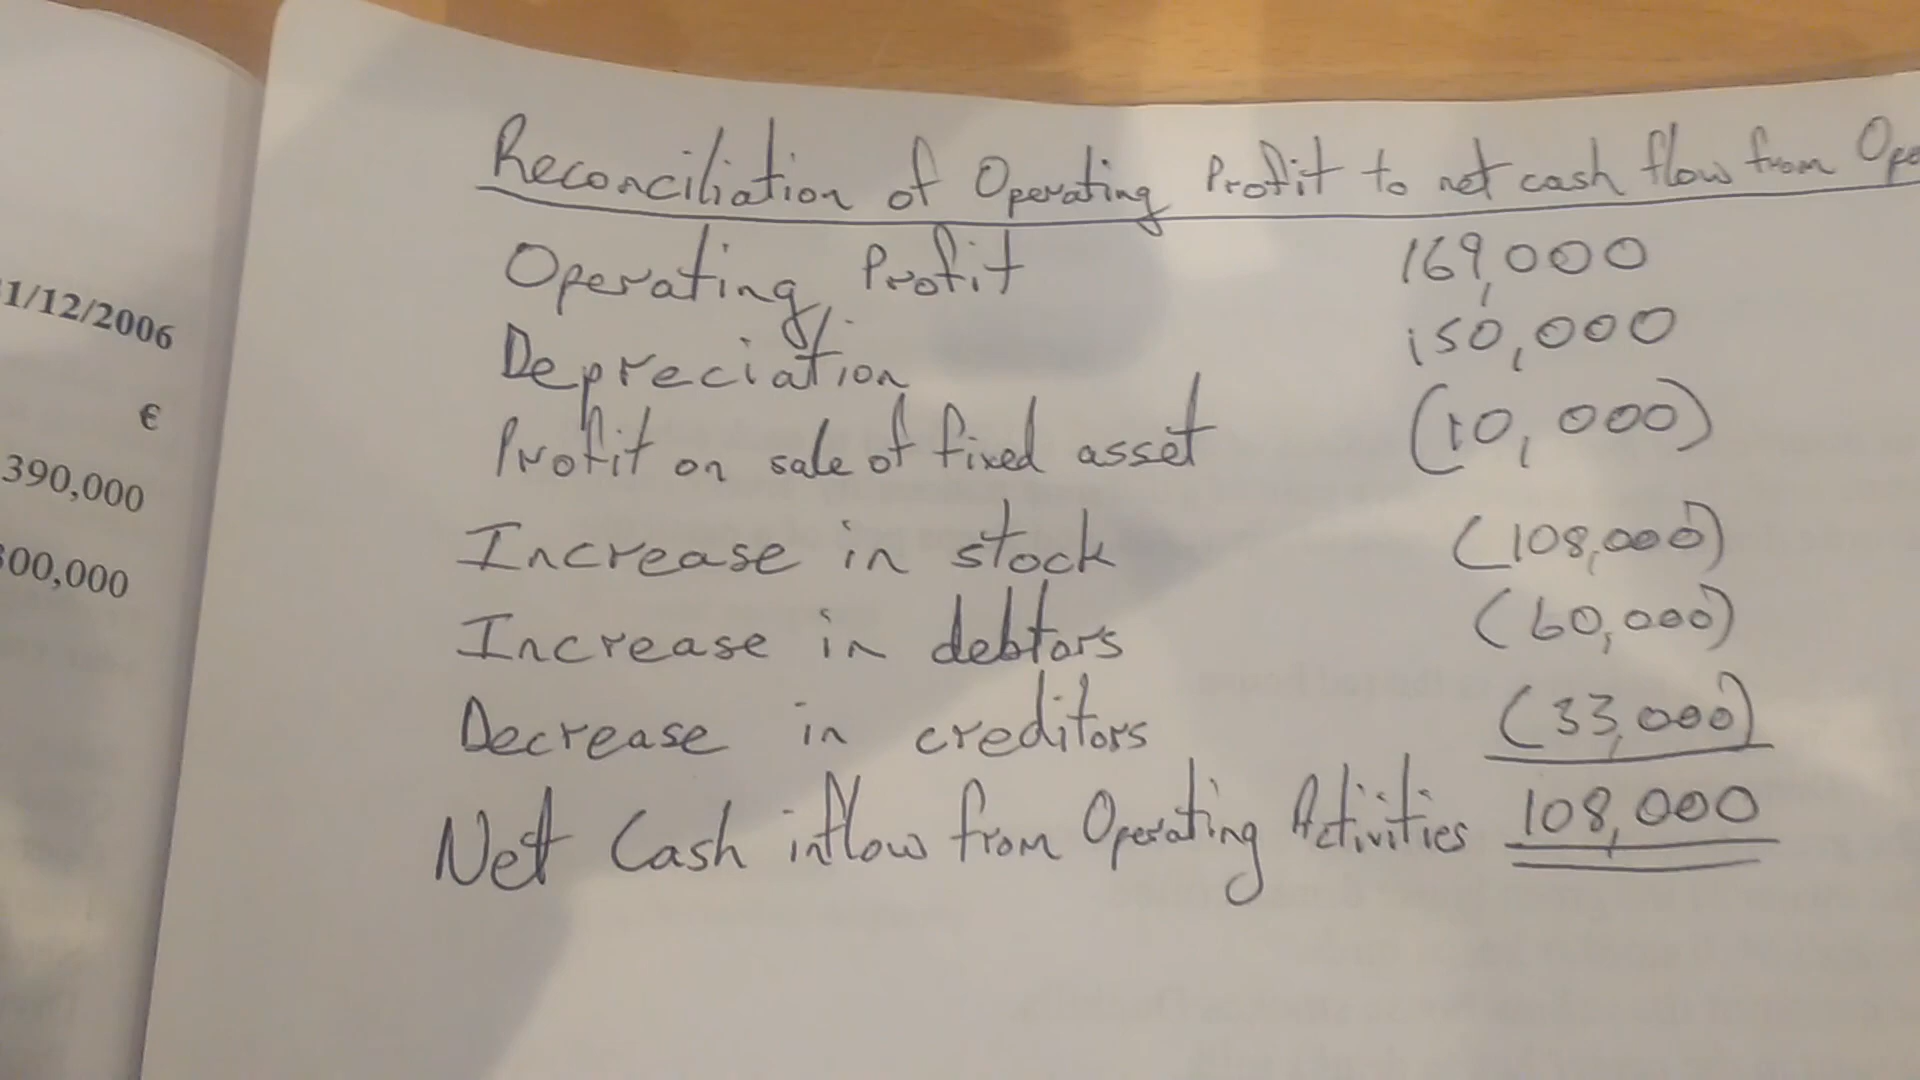 1/12/2006
€
390,000
00,000
Reconciliation of Operating Profit to net cash flow from Ope
Operating Profit 169,000
Depreciation 150,000
Profit on sale of fixed asset (10,000)
Increase in stock (108,000)
Increase in debtors (60,000)
Decrease in creditors (33,000)
Net Cash inflow from Operating Activities 108,000